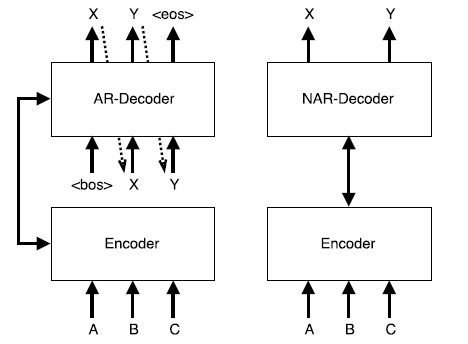 X Y <eos>
AR-Decoder
<bos> X Y
Encoder
A B C
X Y
NAR-Decoder
Encoder
A B C